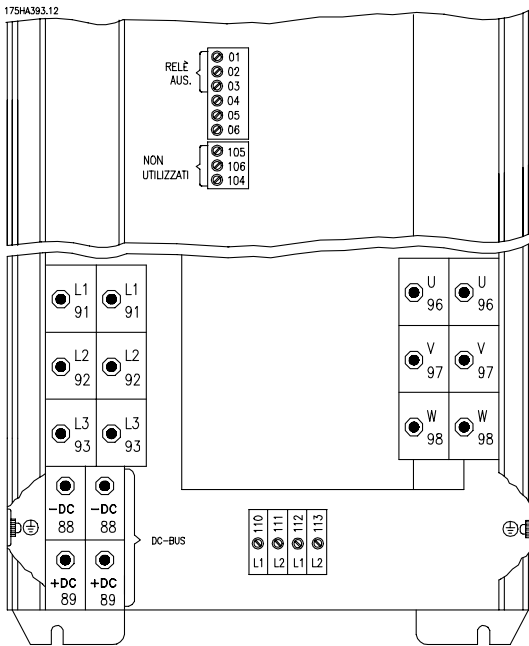 175HA393.12
RELÈ
AUS.
01
02
03
04
05
06
NON
UTILIZZATI
105
106
104
L1
91
L1
91
L2
92
L2
92
L3
93
L3
93
U
96
U
96
V
97
V
97
W
98
W
98
-DC
88
-DC
88
+DC
89
+DC
89
DC-BUS
110
111
112
113
L1
L2
L1
L2